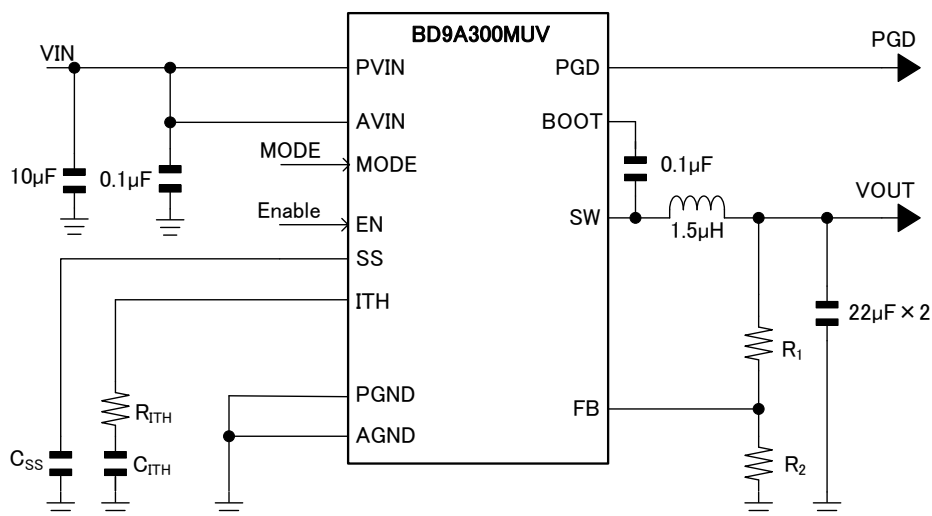 BD9A300MUV
VIN
PVIN
AVIN
MODE
MODE
Enable
EN
SS
ITH
PGND
AGND
PGD
BOOT
SW
FB
PGD
VOUT
10µF
0.1µF
0.1µF
1.5µH
22µF×2
R1
R2
RITH
CSS
CITH